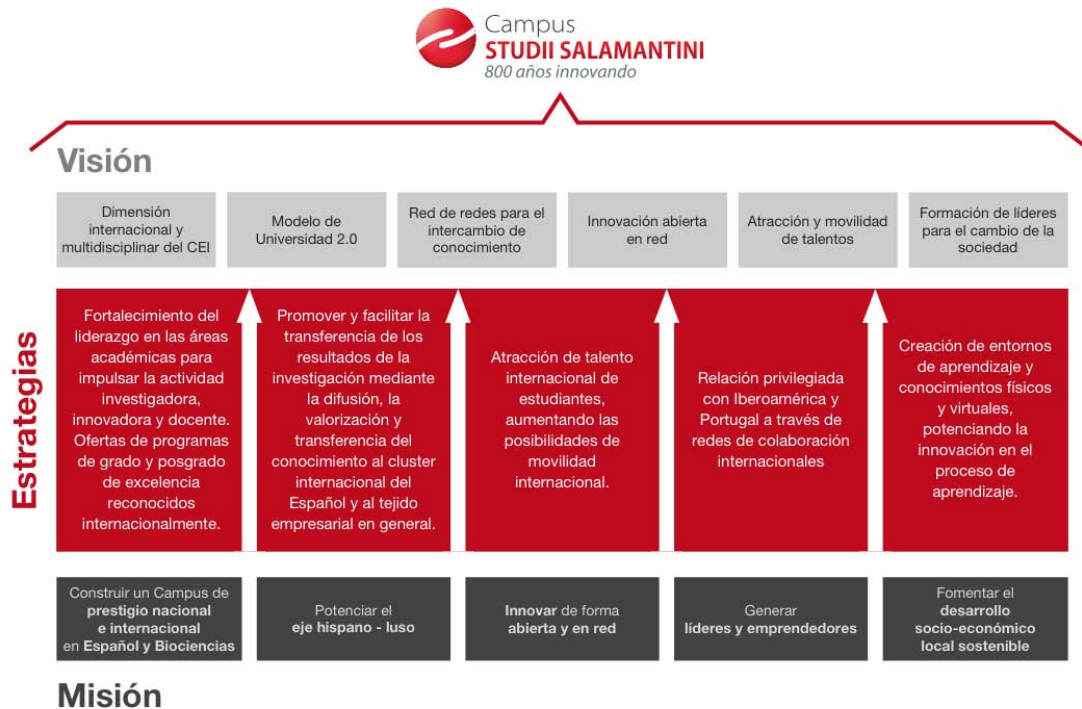 Campus
STUDII SALAMANTINI
800 años innovando
Visión
Dimensión
internacional y
multidisciplinar del CEI
Modelo de
Universidad 2.0
Red de redes para el
intercambio de
conocimiento
Innovación abierta
en red
Atracción y movilidad
de talentos
Formación de líderes
para el cambio de la
sociedad
Estrategias
Fortalecimiento del
liderazgo en las áreas
académicas para
impulsar la actividad
investigadora,
innovadora y docente.
Ofertas de programas
de grado y posgrado
de excelencia
reconocidos
internacionalmente.
Promover y facilitar la
transferencia de los
resultados de la
investigación mediante
la difusión, la
valorización y
transferencia del
conocimiento al cluster
internacional del
Español y al tejido
empresarial en general.
Atracción de talento
internacional de
estudiantes,
aumentando las
posibilidades de
movilidad
internacional.
Relación privilegiada
con Iberoamérica y
Portugal a través de
redes de colaboración
internacionales
Creación de entornos
de aprendizaje y
conocimientos físicos
y virtuales,
potenciando la
innovación en el
proceso de
aprendizaje.
Construir un Campus de
prestigio nacional
e internacional
en Español y Biociencias
Potenciar el
eje hispano - luso
Innovar de forma
abierta y en red
Generar
líderes y emprendedores
Fomentar el
desarrollo
socio-económico
local sostenible
Misión